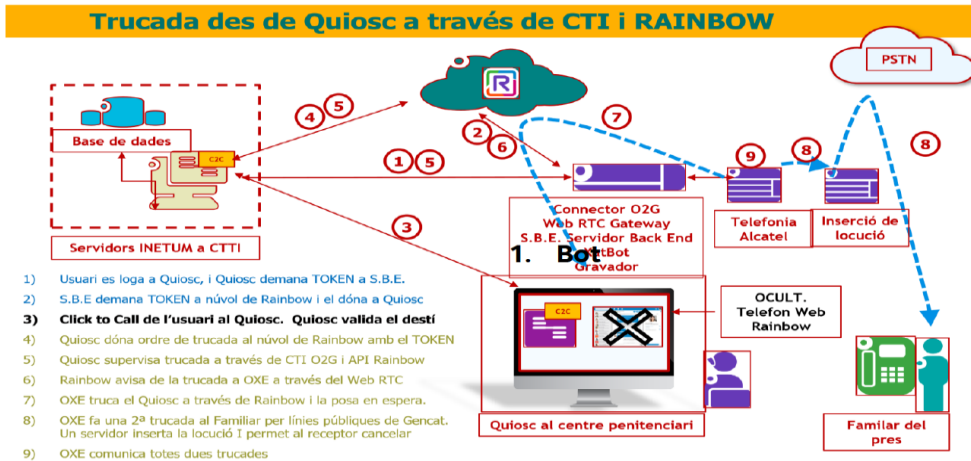 Trucada des de Quiosc a través de CTI i RAINBOW
PSTN
R
4
5
2
6
7
9
8
8
Base de dades
C2C
1
5
3
Connector O2G
Web RTC Gateway
S.B.E. Servidor Back End
Gravador
1. Bot
Telefonia
Alcatel
Inserció de
locució
Servidors INETUM a CTTI
C2C
OCULT.
Telefon Web
Rainbow
Quiosc al centre penitenciari
Familar del
pres
1) Usuari es loga a Quiosc, i Quiosc demana TOKEN a S.B.E.
2) S.B.E demana TOKEN a núvol de Rainbow i el dóna a Quiosc
3) Click to Call de l'usuari al Quiosc. Quiosc valida el destí
4) Quiosc dóna ordre de trucada al núvol de Rainbow amb el TOKEN
5) Quiosc supervisa trucada a través de CTI O2G i API Rainbow
6) Rainbow avisa de la trucada a OXE a través del Web RTC
7) OXE truca el Quiosc a través de Rainbow i la posa en espera.
8) OXE fa una 2ª trucada al Familiar per línies públiques de Gencat.
Un servidor inserta la locució I permet al receptor cancelar
9) OXE comunica totes dues trucades